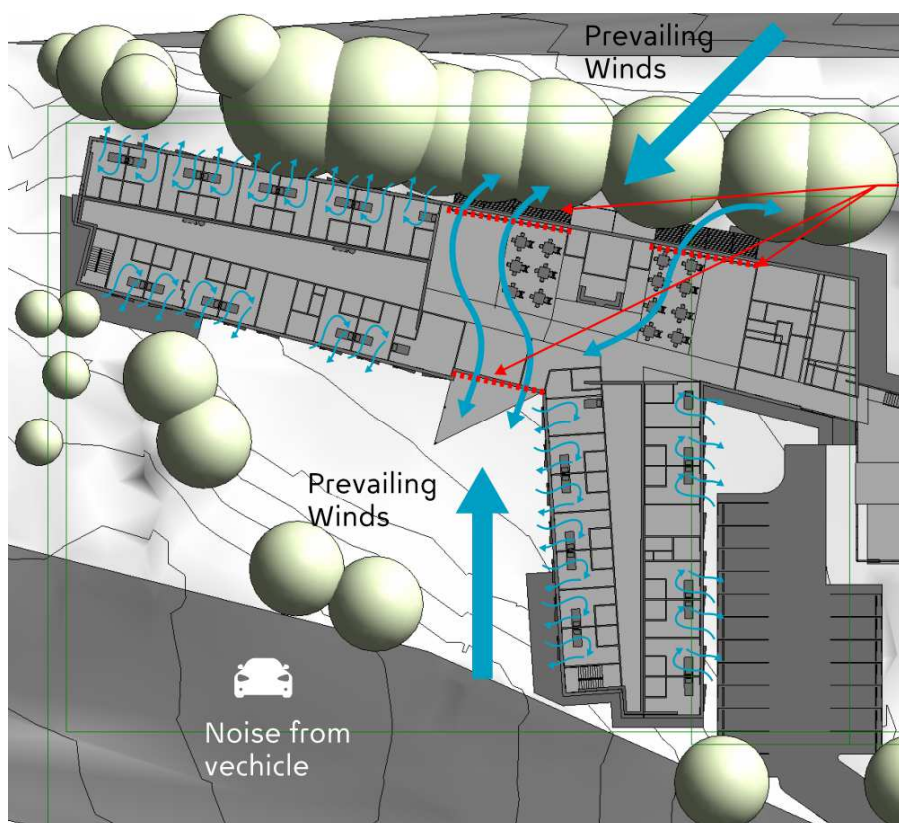 Prevailing
Winds
Prevailing
Winds
Noise from
vechicle